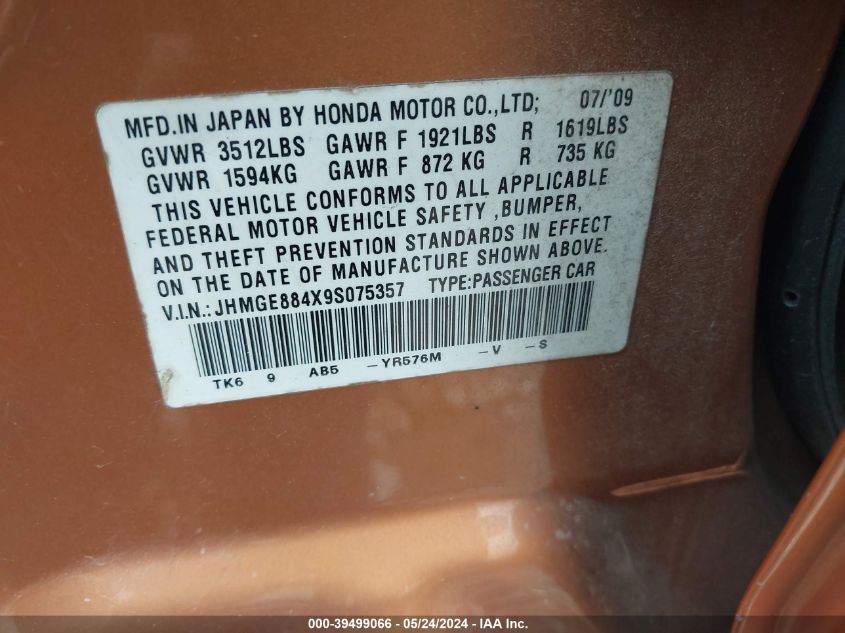 MFD.IN JAPAN BY HONDA MOTOR CO.,LTD; 07/'09
GVWR 3512LBS GAWR F 1921LBS R 1619LBS
GVWR 1594KG GAWR F 872 KG R 735 KG
THIS VEHICLE CONFORMS TO ALL APPLICABLE
FEDERAL MOTOR VEHICLE SAFETY ,BUMPER,
AND THEFT PREVENTION STANDARDS IN EFFECT
ON THE DATE OF MANUFACTURE SHOWN ABOVE.
V.I.N.:JHMGE884X9S075357 TYPE:PASSENGER CAR
TK6 9 AB5 -YR576M -V -S
000-39499066 - 05/24/2024 - IAA Inc.